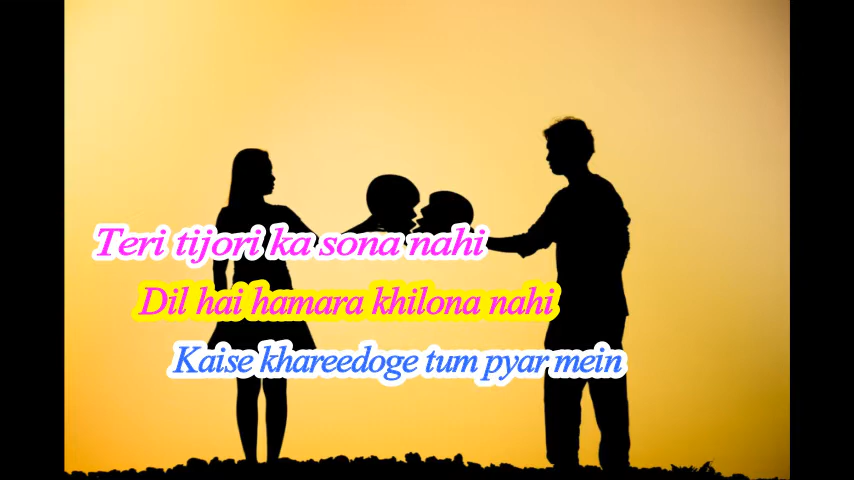 Teri tijori ka sona nahi
Dil hai hamara khilona nahi
Kaise khareedoge tum pyar mein